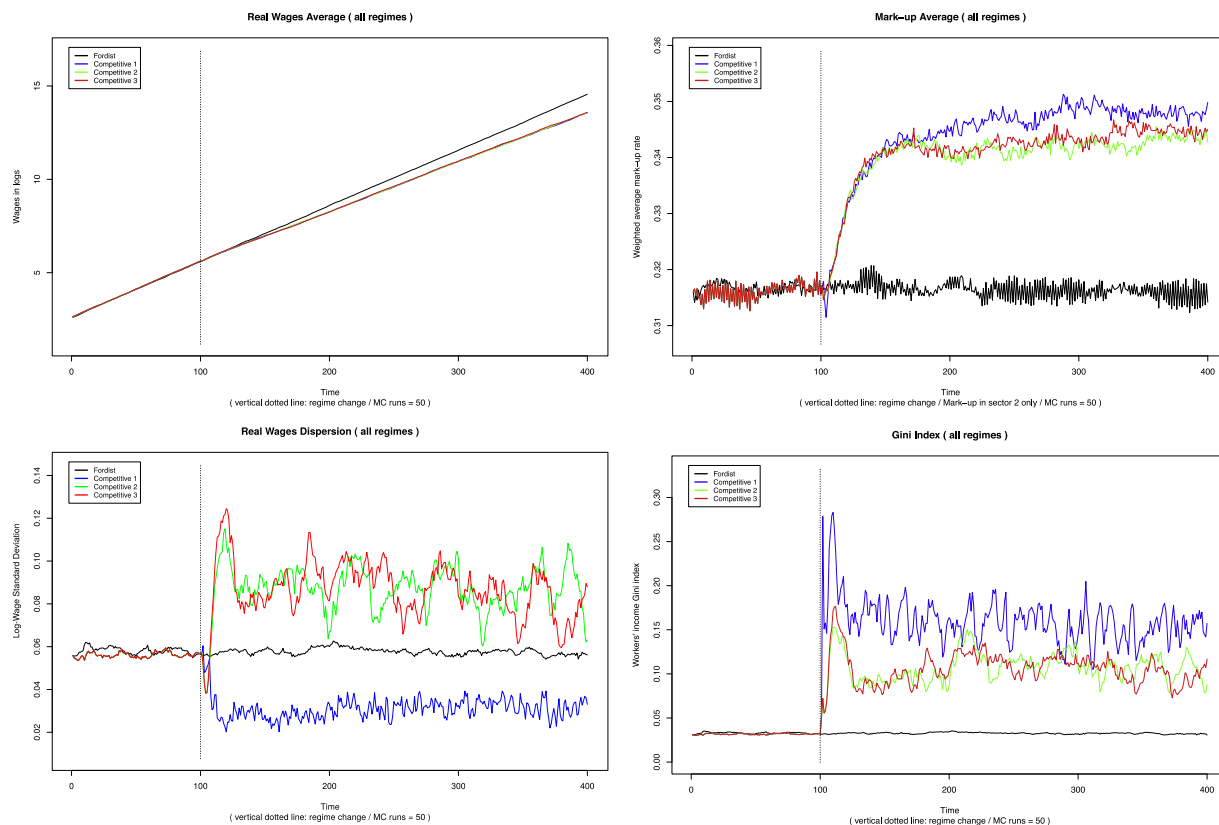 Real Wages Average ( all regimes )
Fordist
Competitive 1
Competitive 2
Competitive 3
Wages in logs
15
10
5
0
100
200
300
400
Time
( vertical dotted line: regime change / MC runs = 50 )
Mark−up Average ( all regimes )
Fordist
Competitive 1
Competitive 2
Competitive 3
Weighted average mark−up rate
0.36
0.35
0.34
0.33
0.32
0.31
0
100
200
300
400
Time
( vertical dotted line: regime change / Mark−up in sector 2 only / MC runs = 50 )
Real Wages Dispersion ( all regimes )
Fordist
Competitive 1
Competitive 2
Competitive 3
Log-Wage Standard Deviation
0.14
0.12
0.10
0.08
0.06
0.04
0.02
0
100
200
300
400
Time
( vertical dotted line: regime change / MC runs = 50 )
Gini Index ( all regimes )
Fordist
Competitive 1
Competitive 2
Competitive 3
Workers' income Gini index
0.30
0.25
0.20
0.15
0.10
0.05
0.00
0
100
200
300
400
Time
( vertical dotted line: regime change / MC runs = 50 )